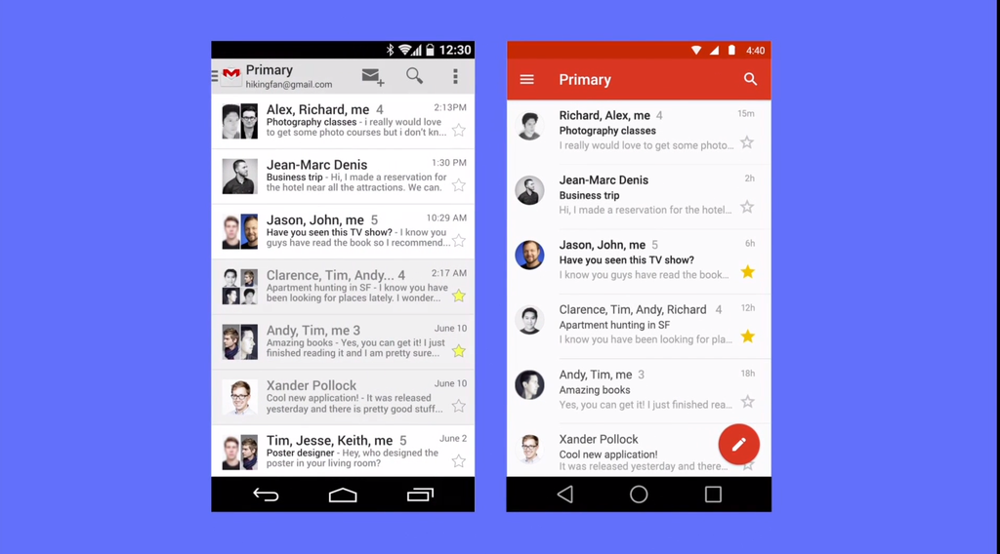 12:30
Primary
hikingfan@gmail.com
Alex, Richard, me 4
2:13PM
Photography classes - i really would love
to get some photo courses but i don't kn...
Jean-Marc Denis
1:30 PM
Business trip - Hi, I made a reservation for
the hotel near all the attractions. We can.
Jason, John, me 5
10:29 AM
Have you seen this TV show? - I know you
guys have read the book so I recommend...
Clarence, Tim, Andy... 4
2:17 AM
Apartment hunting in SF - I know you have
been looking for places lately. I wonder...
Andy, Tim, me 3
June 10
Amazing books - Yes, you can get it! I just
finished reading it and I am pretty sure...
Xander Pollock
June 10
Cool new application! - It was released
yesterday and there is pretty good stuff...
Tim, Jesse, Keith, me 5
June 2
Poster designer - Hey, who designed the
poster in your living room?
4:40
Primary
Richard, Alex, me 4
15m
Photography classes
I really would love to get some photo...
Jean-Marc Denis
2h
Business trip
Hi, I made a reservation for the hotel...
Jason, John, me 5
6h
Have you seen this TV show?
I know you guys have read the book...
Clarence, Tim, Andy, Richard 4
12h
Apartment hunting in SF
I know you have been looking for pla...
Andy, Tim, me 3
18h
Amazing books
Yes, you can get it! I just finished rea...
Xander Pollock
Cool new application!
It was released yesterday and there...